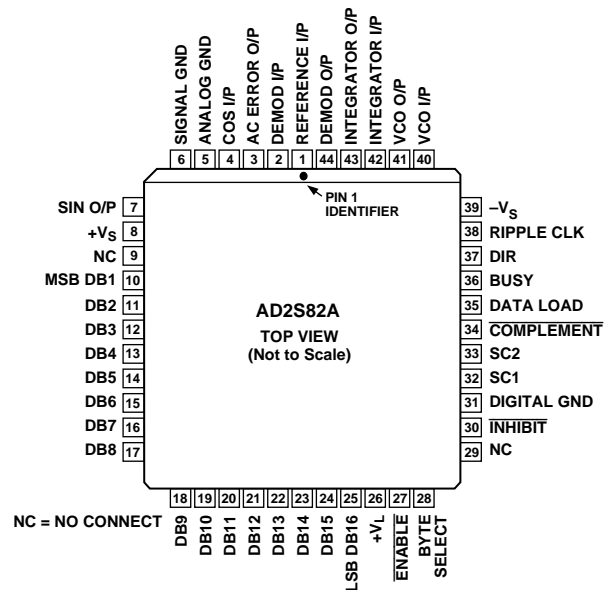 SIGNAL GND
ANALOG GND
COS I/P
AC ERROR O/P
DEMOD I/P
REFERENCE I/P
DEMOD O/P
INTEGRATOR O/P
INTEGRATOR I/P
VCO O/P
VCO I/P
6 5 4 3 2 1 44 43 42 41 40
PIN 1
IDENTIFIER
SIN O/P 7
+VS 8
NC 9
MSB DB1 10
DB2 11
DB3 12
DB4 13
DB5 14
DB6 15
DB7 16
DB8 17
AD2S82A
TOP VIEW
(Not to Scale)
39 –VS
38 RIPPLE CLK
37 DIR
36 BUSY
35 DATA LOAD
34 COMPLEMENT
33 SC2
32 SC1
31 DIGITAL GND
30 INHIBIT
29 NC
18 19 20 21 22 23 24 25 26 27 28
NC = NO CONNECT
DB9
DB10
DB11
DB12
DB13
DB14
DB15
LSB DB16
+VL
ENABLE
BYTE
SELECT